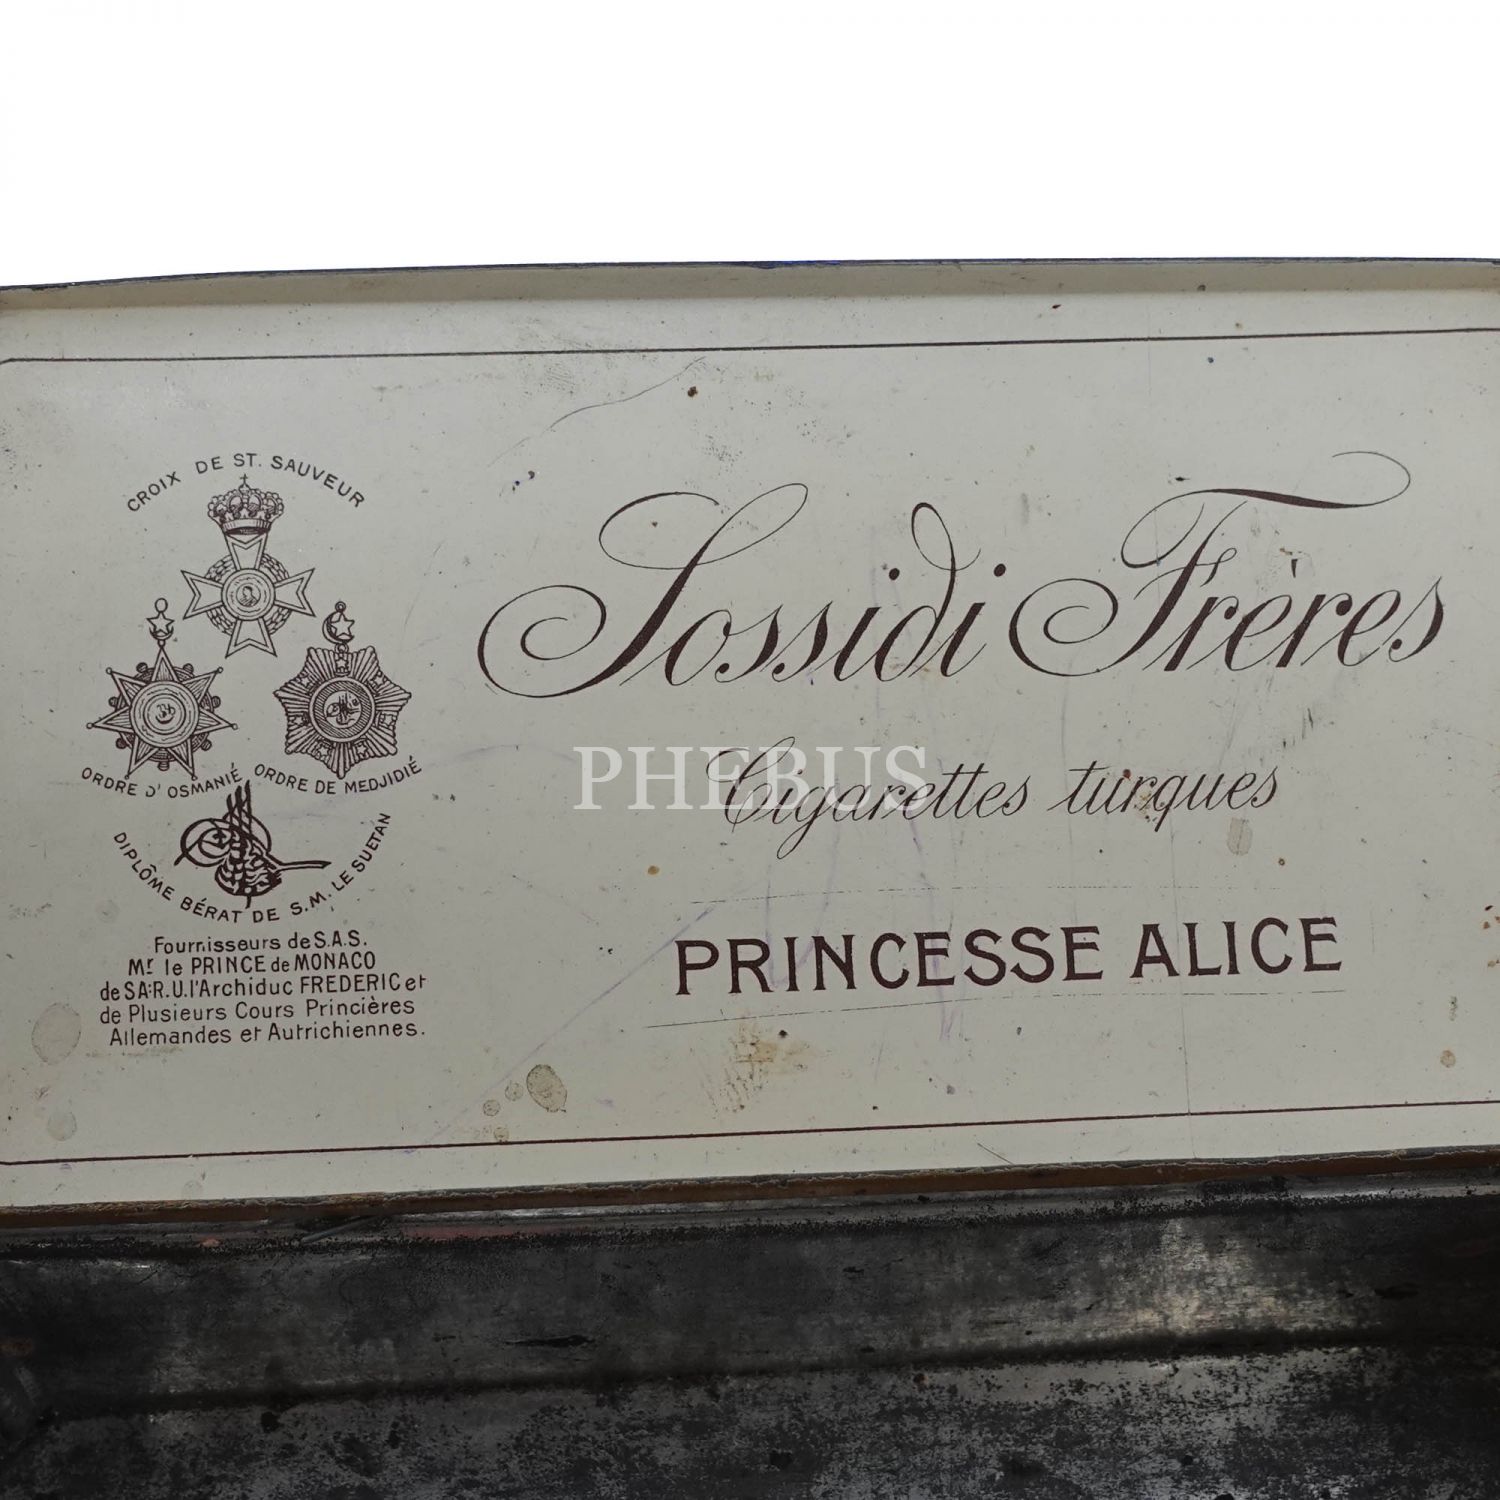 CROIX DE ST. SAUVEUR
ORDRE D'OSMANIÉ
ORDRE DE MEDJIDIÉ
DIPLÔME BÉRAT DE S.M. LE SUETAN
Fournisseurs de S.A.S.
Mr le PRINCE de MONACO
de S.A.R.U. l'Archiduc FREDERIC et
de Plusieurs Cours Princières
Allemandes et Autrichiennes.
Sossidi Frères
Cigarettes turques
PRINCESSE ALICE
PHEBUS